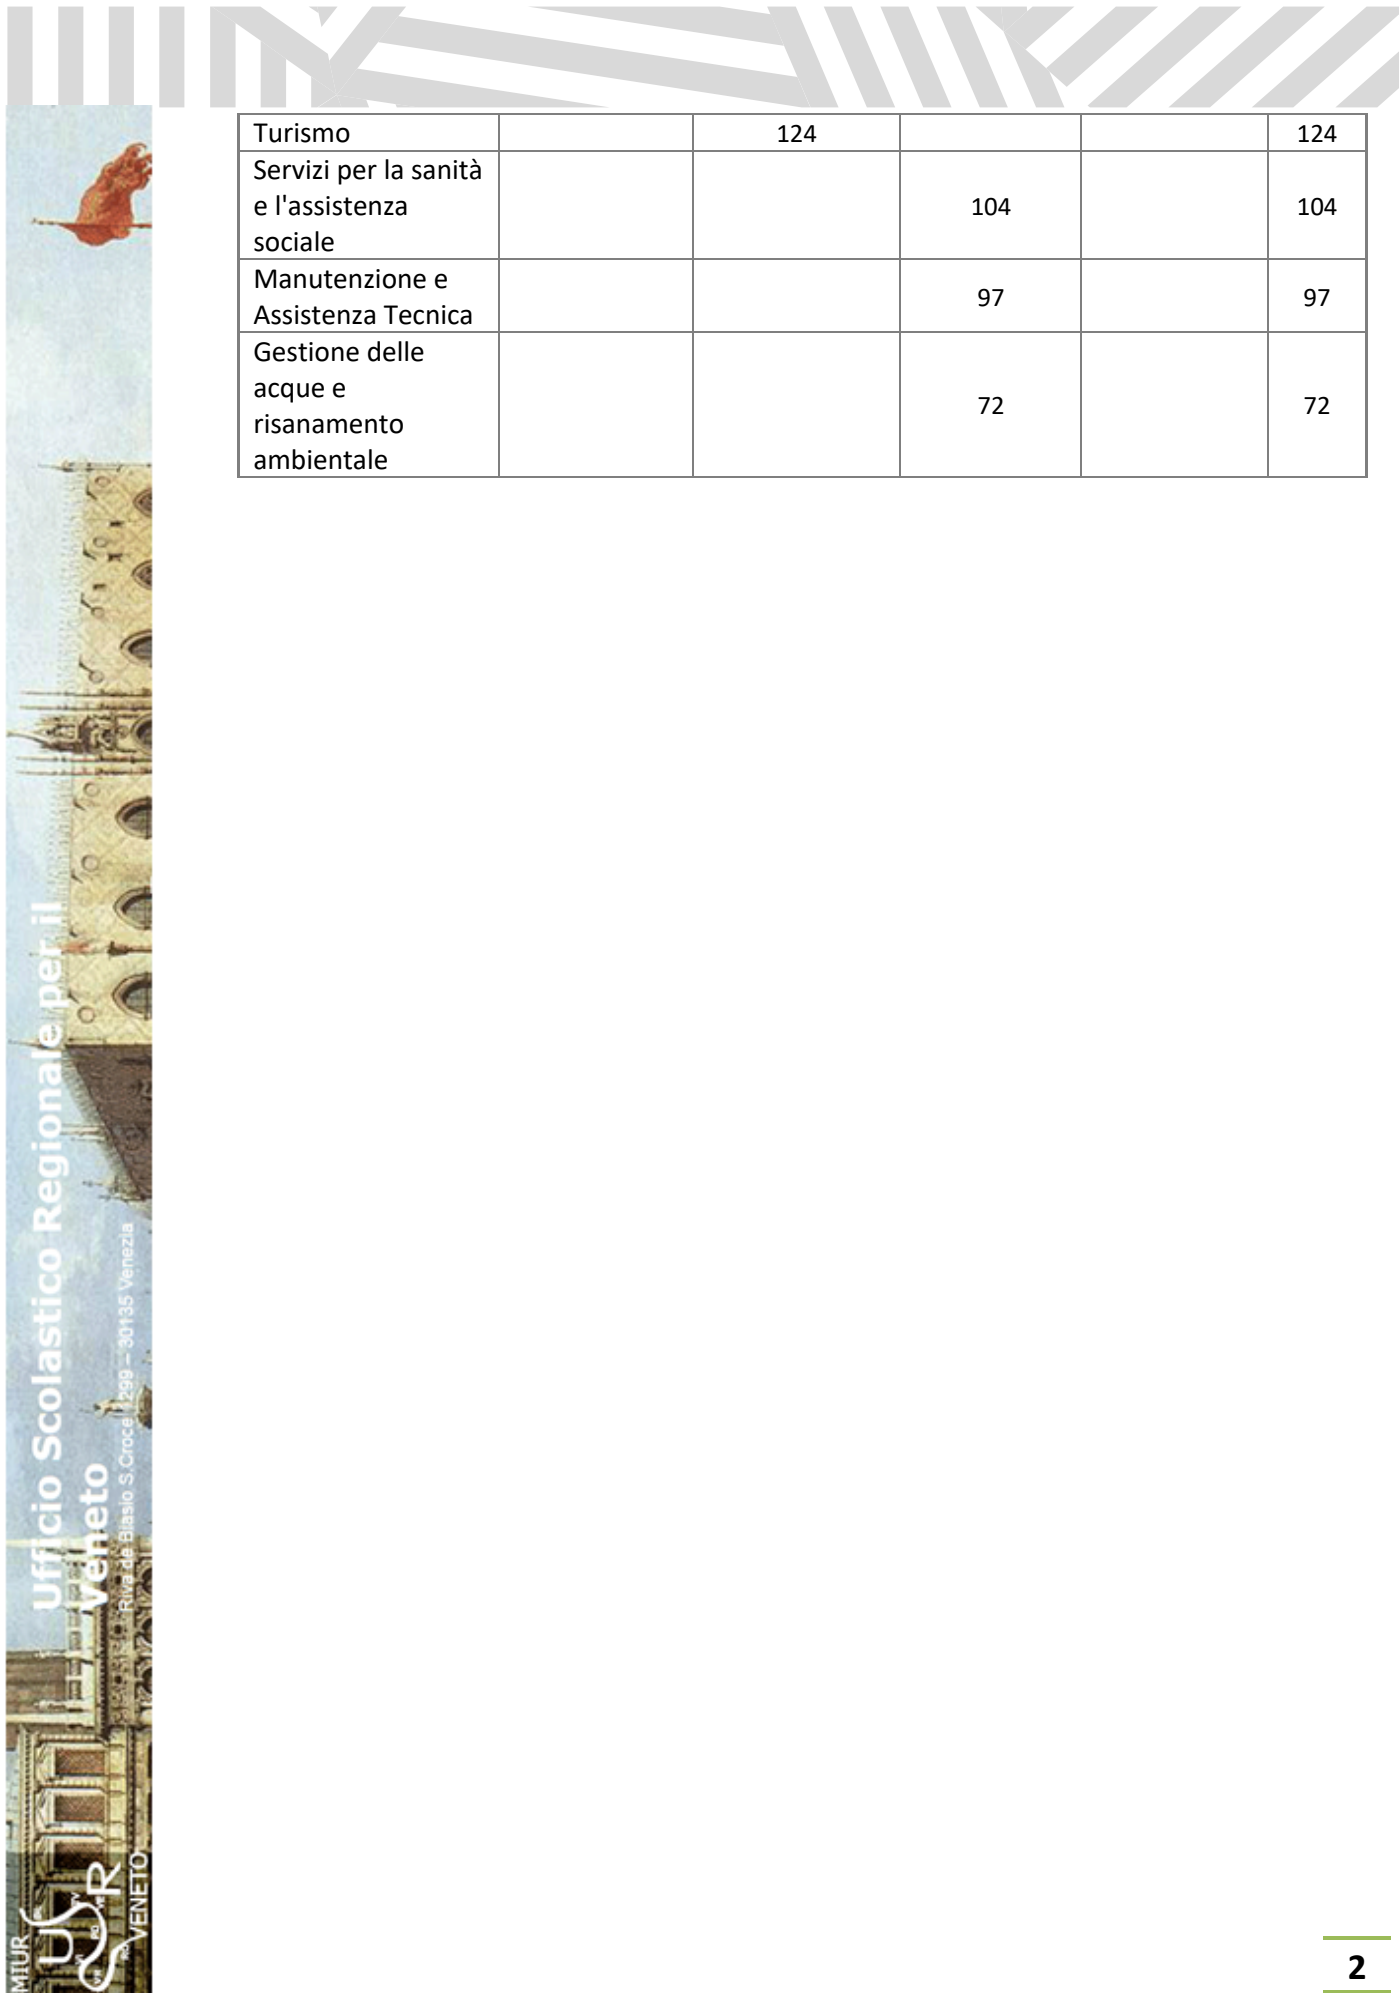 Turismo 124 124
Servizi per la sanità
e l'assistenza
sociale
104 104
Manutenzione e
Assistenza Tecnica
97 97
Gestione delle
acque e
risanamento
ambientale
72 72
Ufficio Scolastico Regionale per il
Veneto
Riva de Biasio S.Croce 1299 – 30135 Venezia
MIUR
USR
VENETO
2